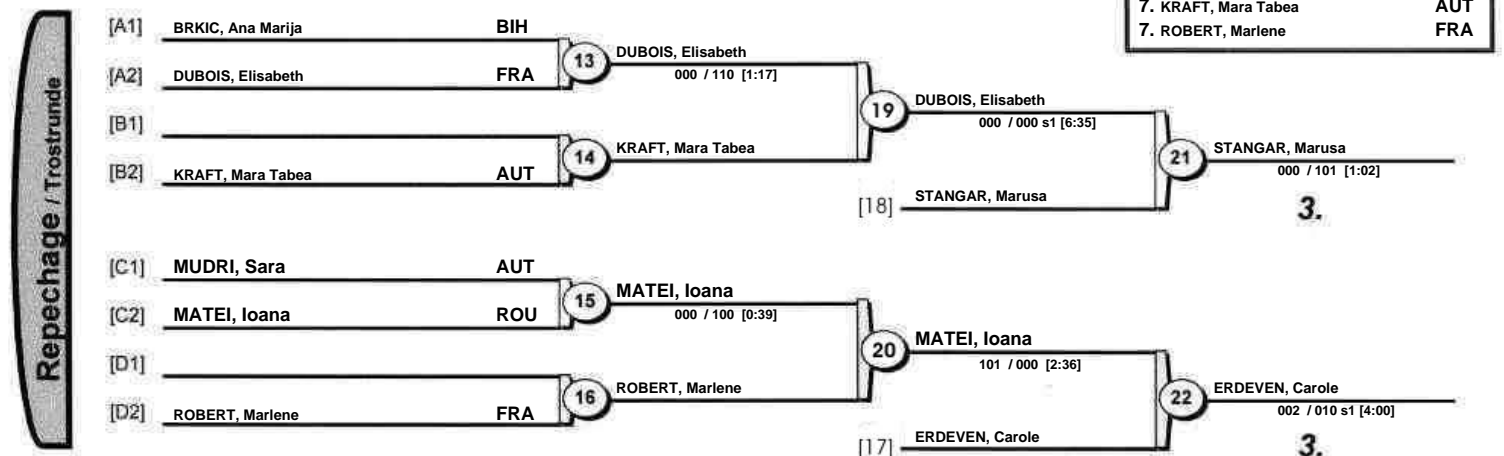 7. KRAFT, Mara Tabea AUT
7. ROBERT, Marlene FRA
Repechage / Trostrunde
[A1] BRKIC, Ana Marija BIH
13 DUBOIS, Elisabeth
000 / 110 [1:17]
[A2] DUBOIS, Elisabeth FRA
19 DUBOIS, Elisabeth
000 / 000 s1 [6:35]
[B1]
14 KRAFT, Mara Tabea
[B2] KRAFT, Mara Tabea AUT
21 STANGAR, Marusa
000 / 101 [1:02]
[18] STANGAR, Marusa
3.
[C1] MUDRI, Sara AUT
15 MATEI, Ioana
000 / 100 [0:39]
[C2] MATEI, Ioana ROU
20 MATEI, Ioana
101 / 000 [2:36]
[D1]
16 ROBERT, Marlene
[D2] ROBERT, Marlene FRA
22 ERDEVEN, Carole
002 / 010 s1 [4:00]
[17] ERDEVEN, Carole
3.